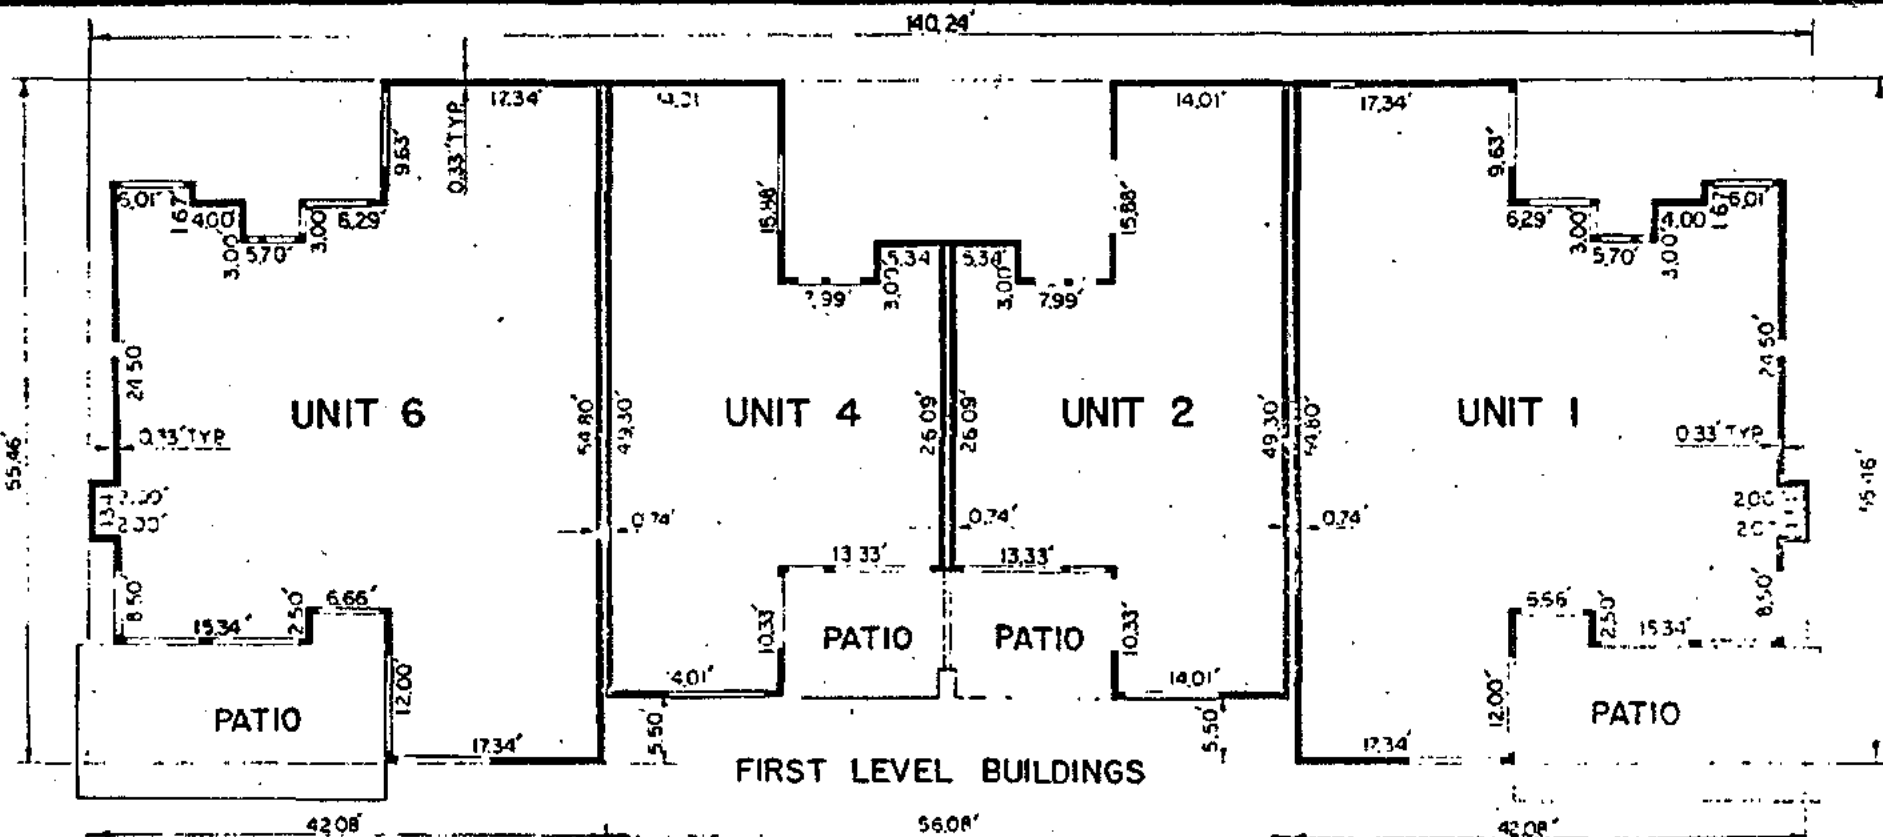 140.24'
17.34' 14.01 14.01' 17.34'
0.33' TYP.
9.63' 9.63'
6.01' 1.67' 4.00' 3.00' 5.70' 3.00' 6.29'
15.88' 15.88'
6.29' 3.00' 5.70' 3.00' 4.00 1.67 6.01'
7.99' 3.00' 5.34 5.34' 3.00' 7.99'
24.50' 24.50'
UNIT 6 UNIT 4 UNIT 2 UNIT 1
54.80' 49.30' 26.09' 26.09' 49.30' 54.80'
55.46'
0.33' TYP. 0.33' TYP.
2.00' 2.00
2.00'
0.74' 0.74' 0.74'
13.33' 13.33'
8.50' 15.34' 2.50' 6.66'
10.33' PATIO PATIO 10.33'
6.66' 2.50' 15.34' 8.50'
14.01' 14.01'
PATIO 12.00' 12.00' PATIO
5.50' 5.50'
17.34' 17.34'
FIRST LEVEL BUILDINGS
42.08' 56.08' 42.08'